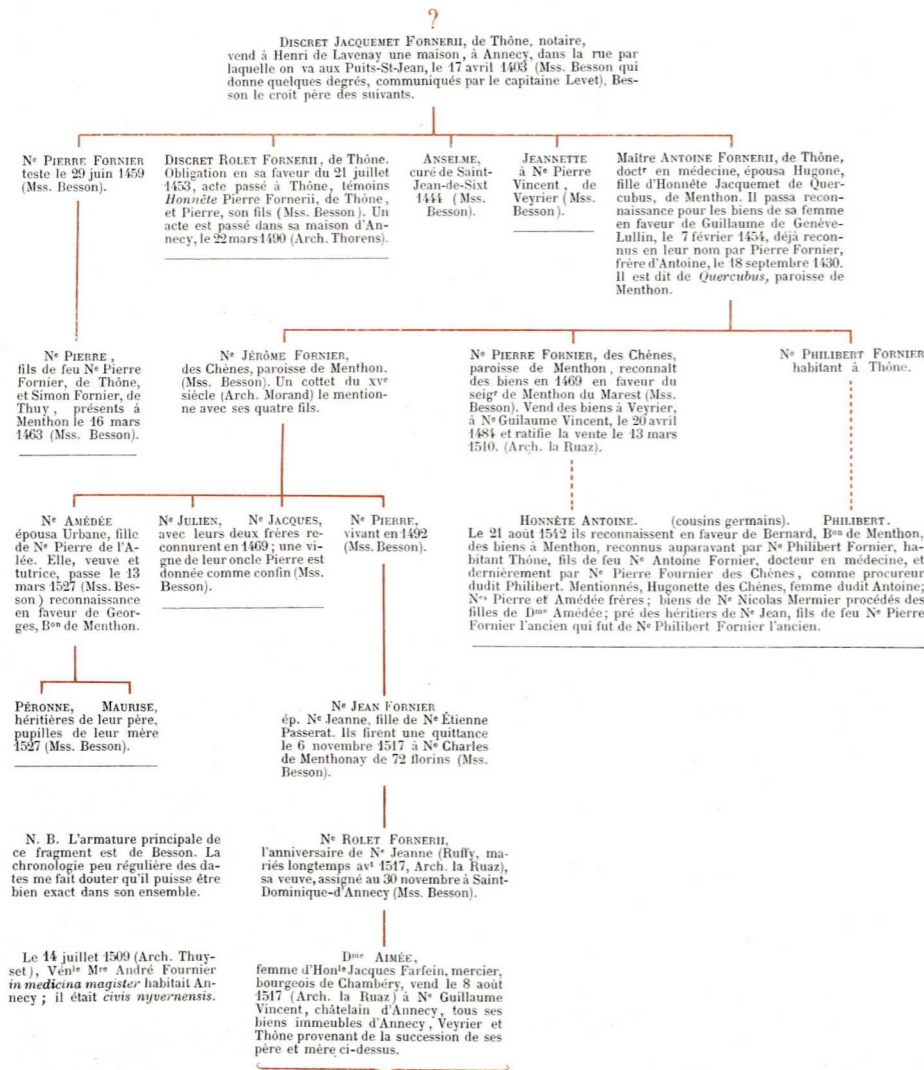 ?
DISCRET JACQUEMET FORNERII, de Thône, notaire,
vend à Henri de Lavenay une maison, à Annecy, dans la rue par
laquelle on va aux Puits-St-Jean, le 17 avril 1403 (Mss. Besson qui
donne quelques degrés, communiqués par le capitaine Levet), Bes-
son le croit père des suivants.
Ne PIERRE FORNIER
teste le 29 juin 1459
(Mss. Besson).
DISCRET ROLET FORNERII, de Thône.
Obligation en sa faveur du 21 juillet
1453, acte passé à Thône, témoins
Honnête Pierre Fornerii, de Thône,
et Pierre, son fils (Mss. Besson). Un
acte est passé dans sa maison d'An-
necy, le 22 mars 1490 (Arch. Thorens).
ANSELME,
curé de Saint-
Jean-de-Sixt
1444 (Mss.
Besson).
JEANNETTE
à Ne Pierre
Vincent, de
Veyrier (Mss.
Besson).
Maître ANTOINE FORNERII, de Thône,
doctr en médecine, épousa Hugone,
fille d'Honnête Jacquemet de Quer-
cubus, de Menthon. Il passa recon-
naissance pour les biens de sa femme
en faveur de Guillaume de Genève-
Lullin, le 7 février 1454, déjà recon-
nus en leur nom par Pierre Fornier,
frère d'Antoine, le 18 septembre 1430.
Il est dit de Quercubus, paroisse de
Menthon.
Ne PIERRE,
fils de feu Ne Pierre
Fornier, de Thône,
et Simon Fornier, de
Thuy, présents à
Menthon le 16 mars
1463 (Mss. Besson).
Ne JÉRÔME FORNIER,
des Chênes, paroisse de Menthon.
(Mss. Besson). Un cottet du XVe
siècle (Arch. Morand) le mention-
ne avec ses quatre fils.
Ne PIERRE FORNIER, des Chênes,
paroisse de Menthon, reconnaît
des biens en 1469 en faveur du
seigr de Menthon du Marest (Mss.
Besson). Vend des biens à Veyrier,
à Ne Guilaume Vincent, le 20 avril
1484 et ratifie la vente le 13 mars
1510. (Arch. la Ruaz).
Ne PHILIBERT FORNIER
habitant à Thône.
Ne AMÉDÉE
épousa Urbane, fille
de Ne Pierre de l'A-
lée. Elle, veuve et
tutrice, passe le 13
mars 1527 (Mss. Bes-
son) reconnaissance
en faveur de Geor-
ges, Bon de Menthon.
Ne JULIEN, Ne JACQUES,
avec leurs deux frères re-
connurent en 1469; une vi-
gne de leur oncle Pierre est
donnée comme confin (Mss.
Besson).
Ne PIERRE,
vivant en 1492
(Mss. Besson).
HONNÊTE ANTOINE. (cousins germains). PHILIBERT.
Le 21 août 1542 ils reconnaissent en faveur de Bernard, Bon de Menthon,
des biens à Menthon, reconnus auparavant par Ne Philibert Fornier, ha-
bitant Thône, fils de feu Ne Antoine Fornier, docteur en médecine, et
dernièrement par Ne Pierre Fournier des Chênes, comme procureur
dudit Philibert. Mentionnés, Hugonette des Chênes, femme dudit Antoine;
Nes Pierre et Amédée frères; biens de Ne Nicolas Mermier procédés des
filles de Dme Amédée; pré des héritiers de Ne Jean, fils de feu Ne Pierre
Fornier l'ancien qui fut de Ne Philibert Fornier l'ancien.
PÉRONNE, MAURISE,
héritières de leur père,
pupilles de leur mère
1527 (Mss. Besson).
Ne JEAN FORNIER
ép. Ne Jeanne, fille de Ne Étienne
Passerat. Ils firent une quittance
le 6 novembre 1517 à Ne Charles
de Menthonay de 72 florins (Mss.
Besson).
N. B. L'armature principale de
ce fragment est de Besson. La
chronologie peu régulière des da-
tes me fait douter qu'il puisse être
bien exact dans son ensemble.
Ne ROLET FORNERII,
l'anniversaire de Ne Jeanne (Ruffy, ma-
riés longtemps avt 1517, Arch. la Ruaz),
sa veuve, assigné au 30 novembre à Saint-
Dominique-d'Annecy (Mss. Besson).
Le 14 juillet 1509 (Arch. Thuy-
set), Vénle Mre André Fournier
in medicina magister habitait An-
necy; il était civis nyvernensis.
Dme AIMÉE,
femme d'Honle Jacques Farfein, mercier,
bourgeois de Chambéry, vend le 8 août
1517 (Arch. la Ruaz) à Ne Guillaume
Vincent, châtelain d'Annecy, tous ses
biens immeubles d'Annecy, Veyrier et
Thône provenant de la succession de ses
père et mère ci-dessus.